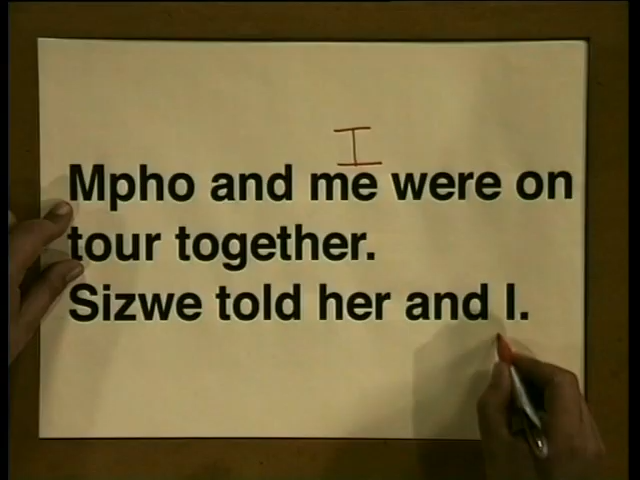 I
Mpho and me were on
tour together.
Sizwe told her and I.